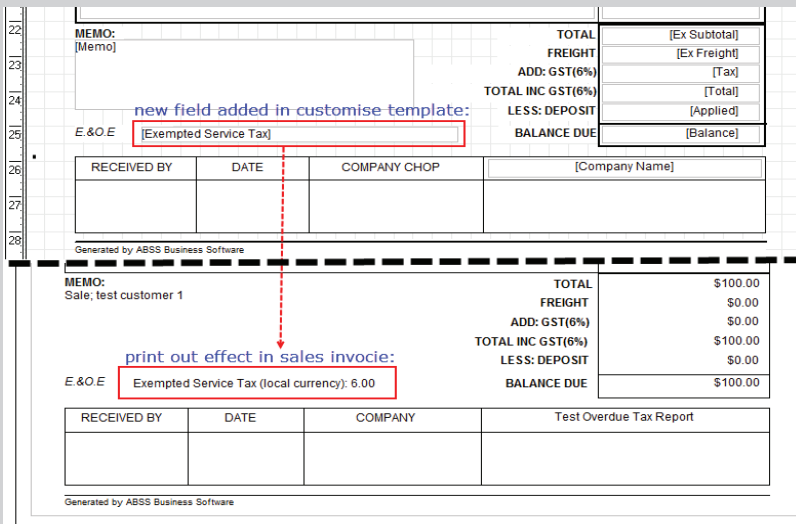 22
MEMO:
[Memo]
TOTAL [Ex Subtotal]
FREIGHT [Ex Freight]
23
ADD: GST(6%) [Tax]
TOTAL INC GST(6%) [Total]
24
new field added in customise template:
LESS: DEPOSIT [Applied]
25
E.&O.E [Exempted Service Tax]
BALANCE DUE [Balance]
26
RECEIVED BY DATE COMPANY CHOP [Company Name]
27
28
Generated by ABSS Business Software
MEMO:
Sale; test customer 1
TOTAL $100.00
FREIGHT $0.00
ADD: GST(6%) $0.00
TOTAL INC GST(6%) $100.00
print out effect in sales invocie:
LESS: DEPOSIT $0.00
E.&O.E Exempted Service Tax (local currency): 6.00
BALANCE DUE $100.00
RECEIVED BY DATE COMPANY Test Overdue Tax Report
Generated by ABSS Business Software